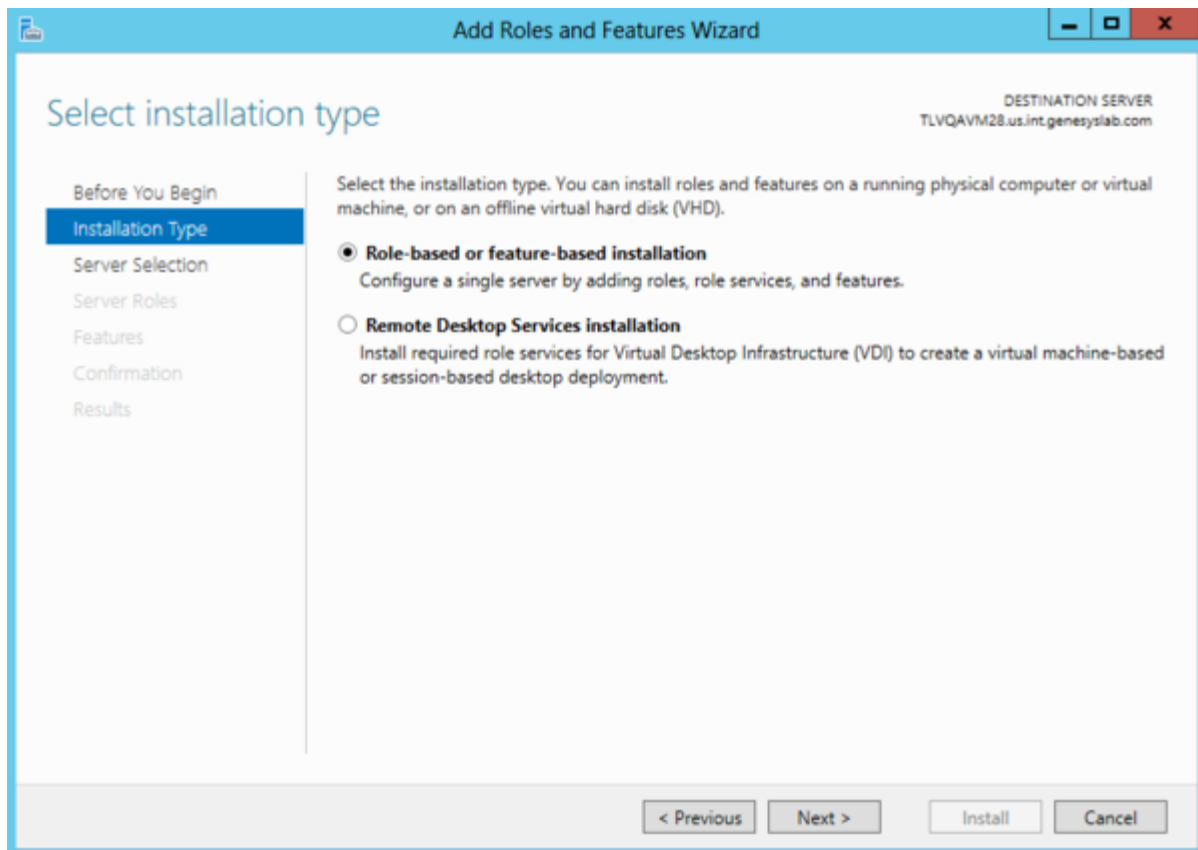 Add Roles and Features Wizard
Select installation type
DESTINATION SERVER
TLVQAVM28.us.int.genesyslab.com
Before You Begin
Installation Type
Server Selection
Server Roles
Features
Confirmation
Results
Select the installation type. You can install roles and features on a running physical computer or virtual
machine, or on an offline virtual hard disk (VHD).
Role-based or feature-based installation
Configure a single server by adding roles, role services, and features.
Remote Desktop Services installation
Install required role services for Virtual Desktop Infrastructure (VDI) to create a virtual machine-based
or session-based desktop deployment.
< Previous
Next >
Install
Cancel